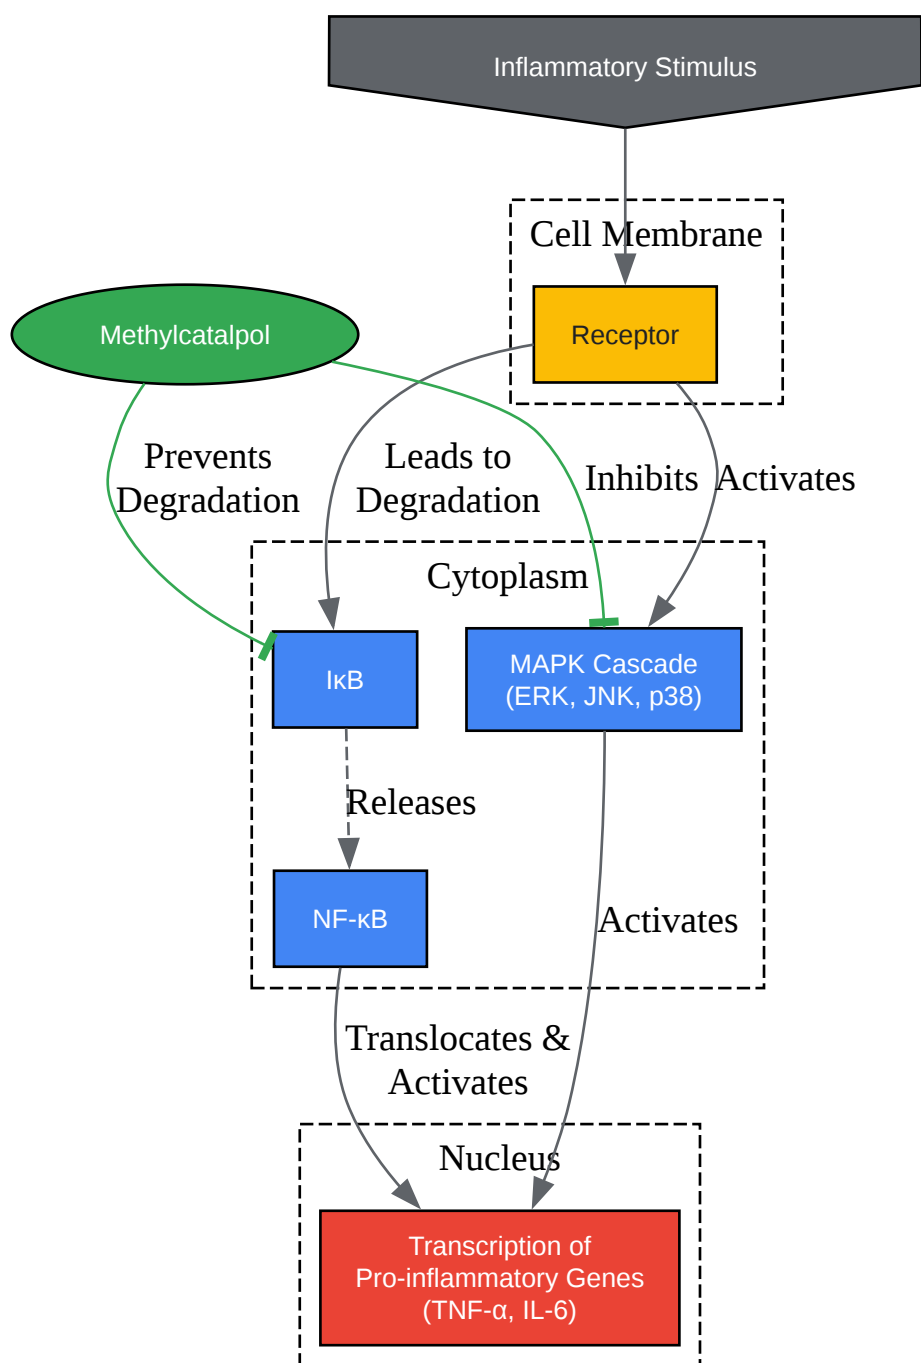 Inflammatory Stimulus
Cell Membrane
Methylcatalpol
Receptor
Prevents
Degradation
Leads to
Degradation
Inhibits
Activates
Cytoplasm
IκB
MAPK Cascade
(ERK, JNK, p38)
Releases
NF-κB
Activates
Translocates &
Activates
Nucleus
Transcription of
Pro-inflammatory Genes
(TNF-α, IL-6)